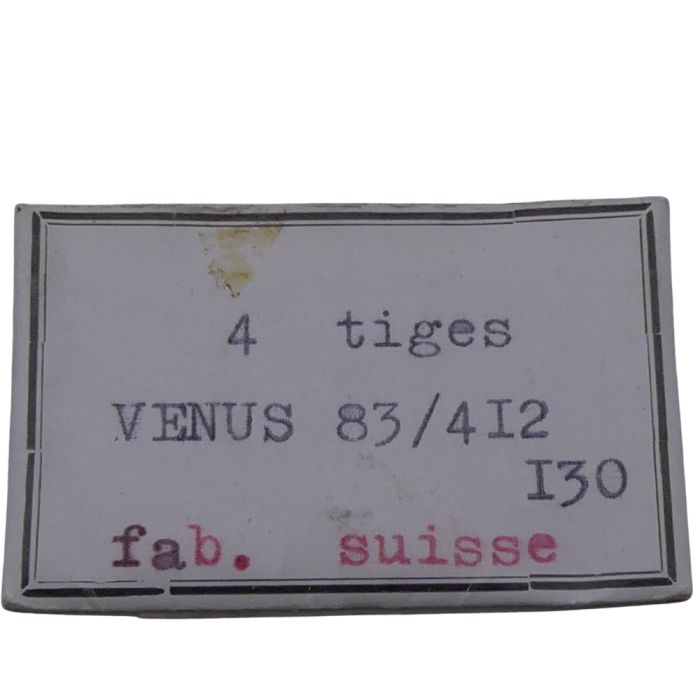 4 tiges
VENUS 83/4I2
I30
fab. suisse